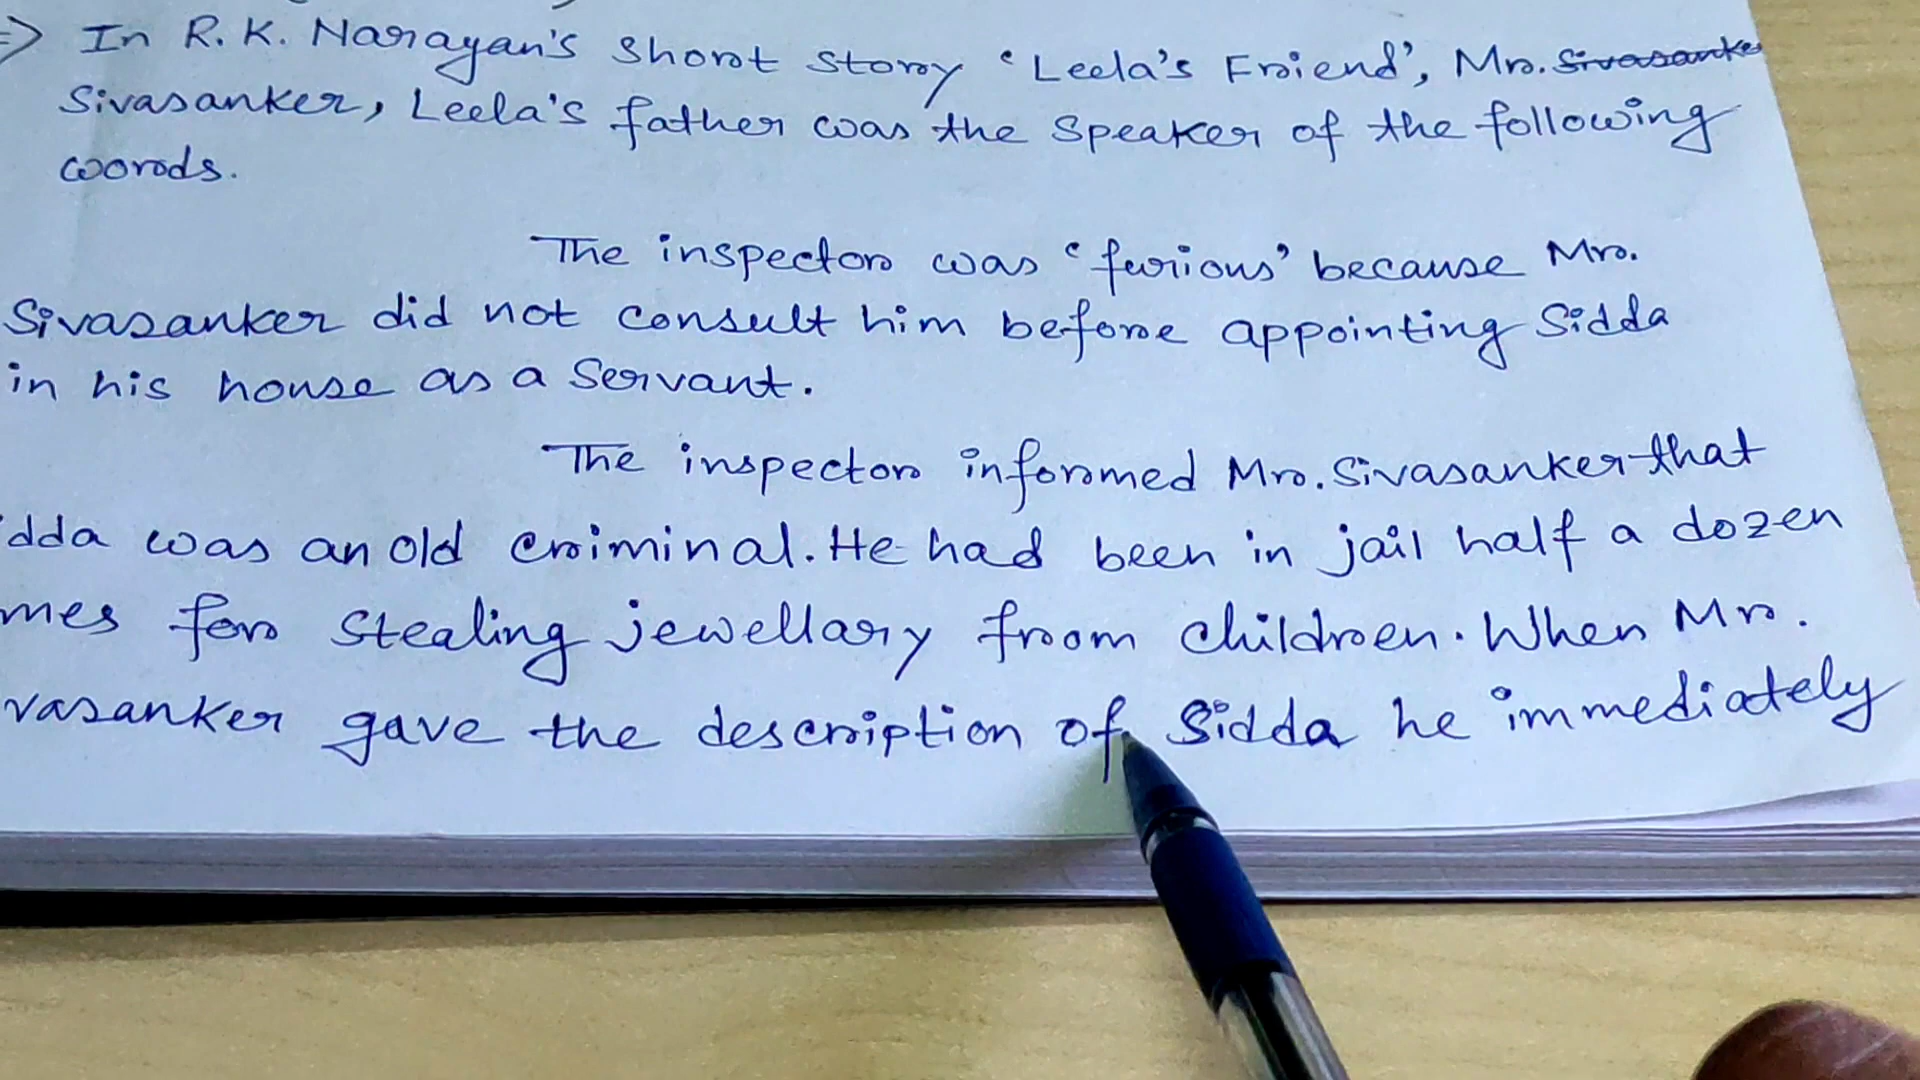 => In R.K. Narayan's short story 'Leela's Friend', Mr. Sivasanke
Sivasanker, Leela's father was the speaker of the following
words.
The inspector was 'furious' because Mr.
Sivasanker did not consult him before appointing Sidda
in his house as a servant.
The inspector informed Mr. Sivasanker that
idda was an old criminal. He had been in jail half a dozen
mes for stealing jewellary from children. When Mr.
vasanker gave the description of Sidda he immediately